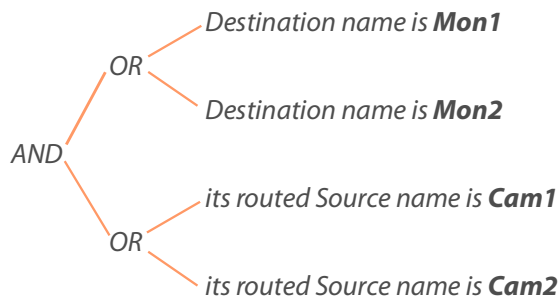 Destination name is Mon1
OR
Destination name is Mon2
AND
its routed Source name is Cam1
OR
its routed Source name is Cam2